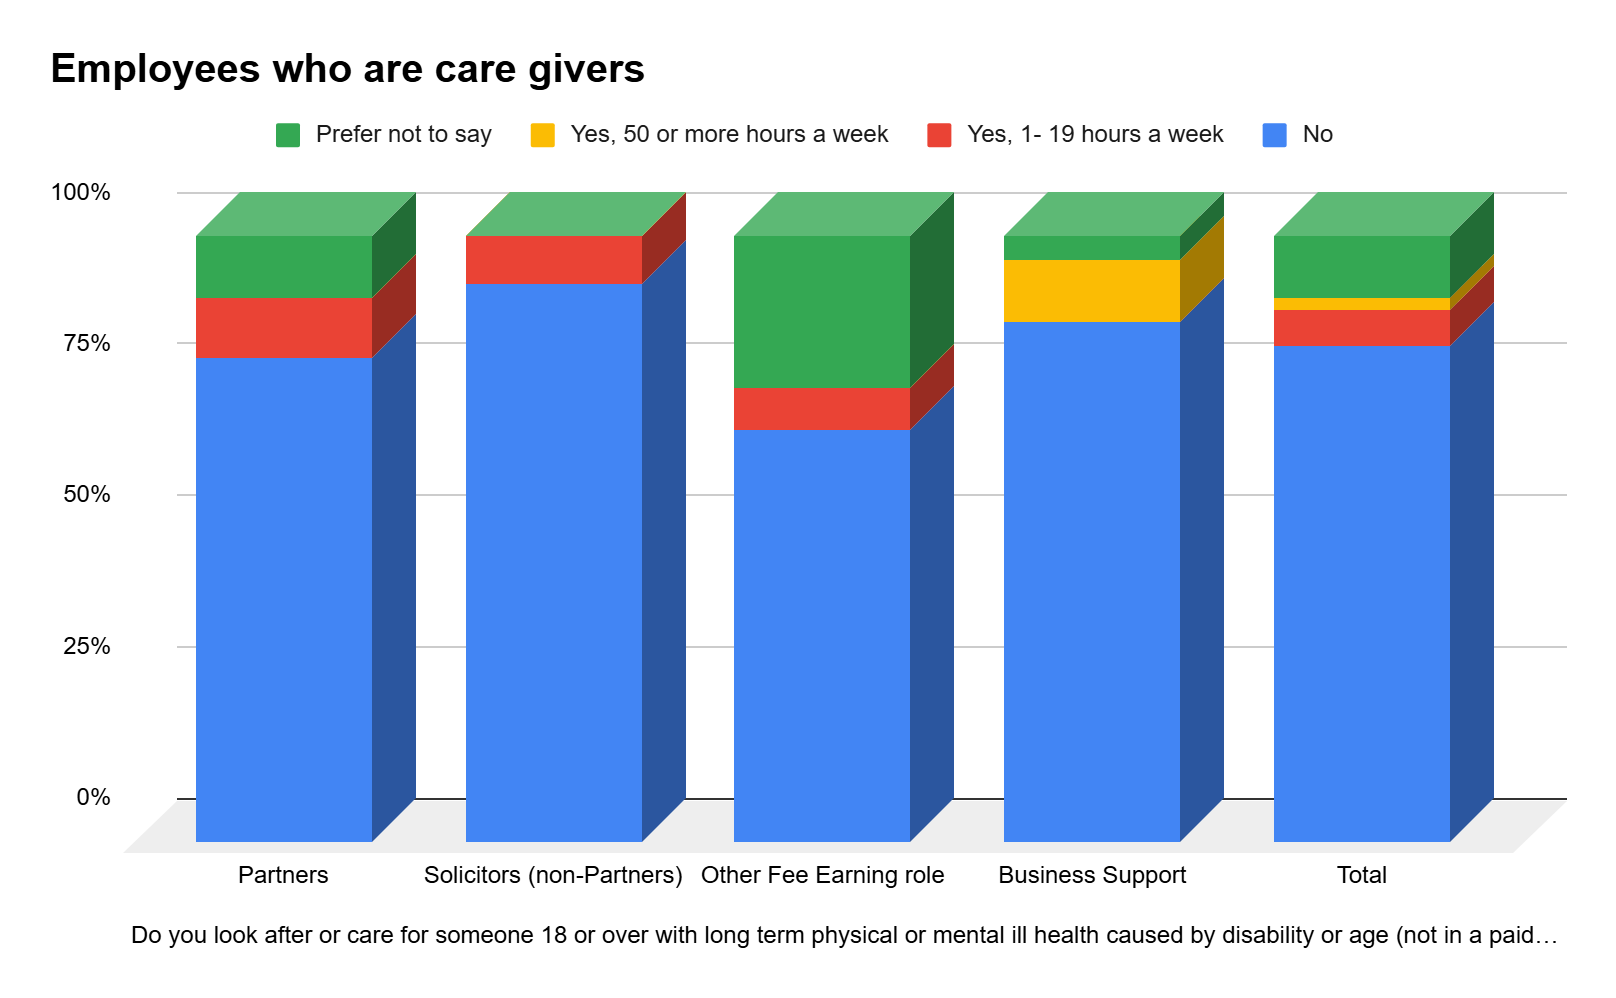 Employees who are care givers
Prefer not to say Yes, 50 or more hours a week Yes, 1- 19 hours a week No
100%
75%
50%
25%
0%
Partners Solicitors (non-Partners) Other Fee Earning role Business Support Total
Do you look after or care for someone 18 or over with long term physical or mental ill health caused by disability or age (not in a paid…